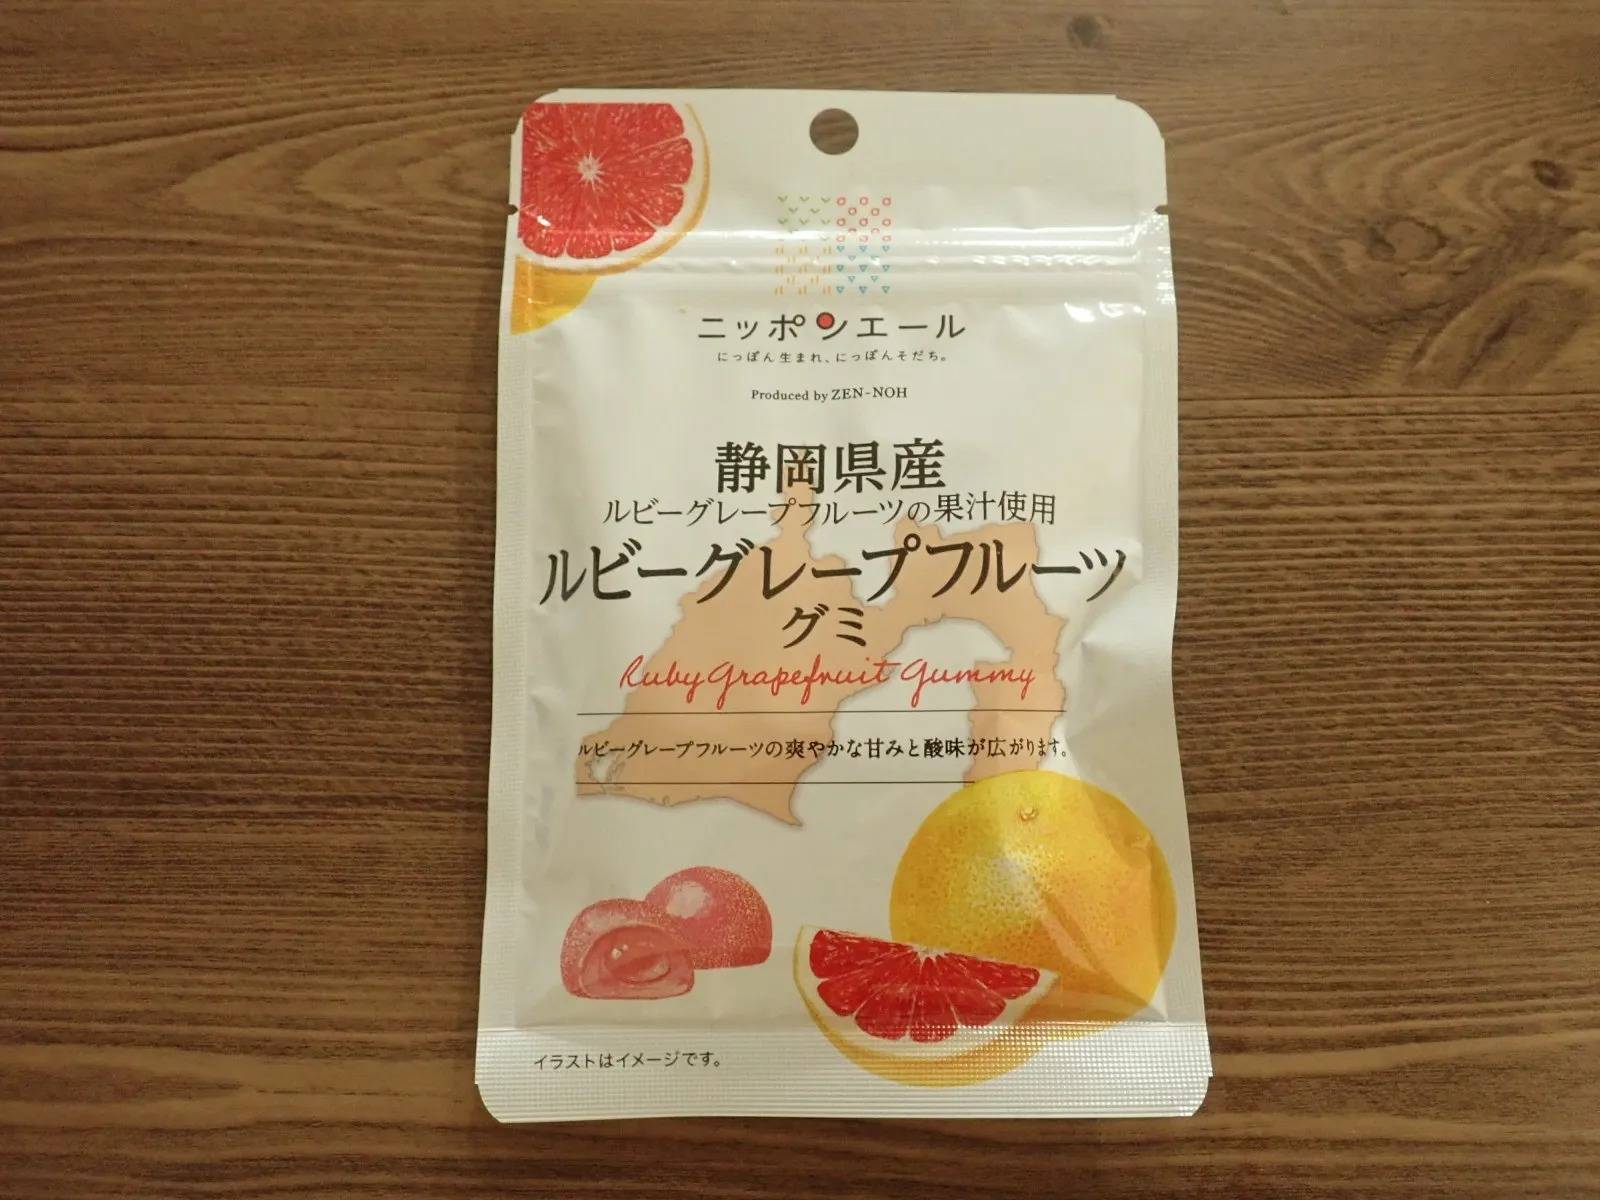 ニッポンエール
にっぽん生まれ、にっぽんそだち。
Produced by ZEN-NOH
静岡県産
ルビーグレープフルーツの果汁使用
ルビーグレープフルーツ
グミ
Ruby Grapefruit Gummy
ルビーグレープフルーツの爽やかな甘みと酸味が広がります。
イラストはイメージです。